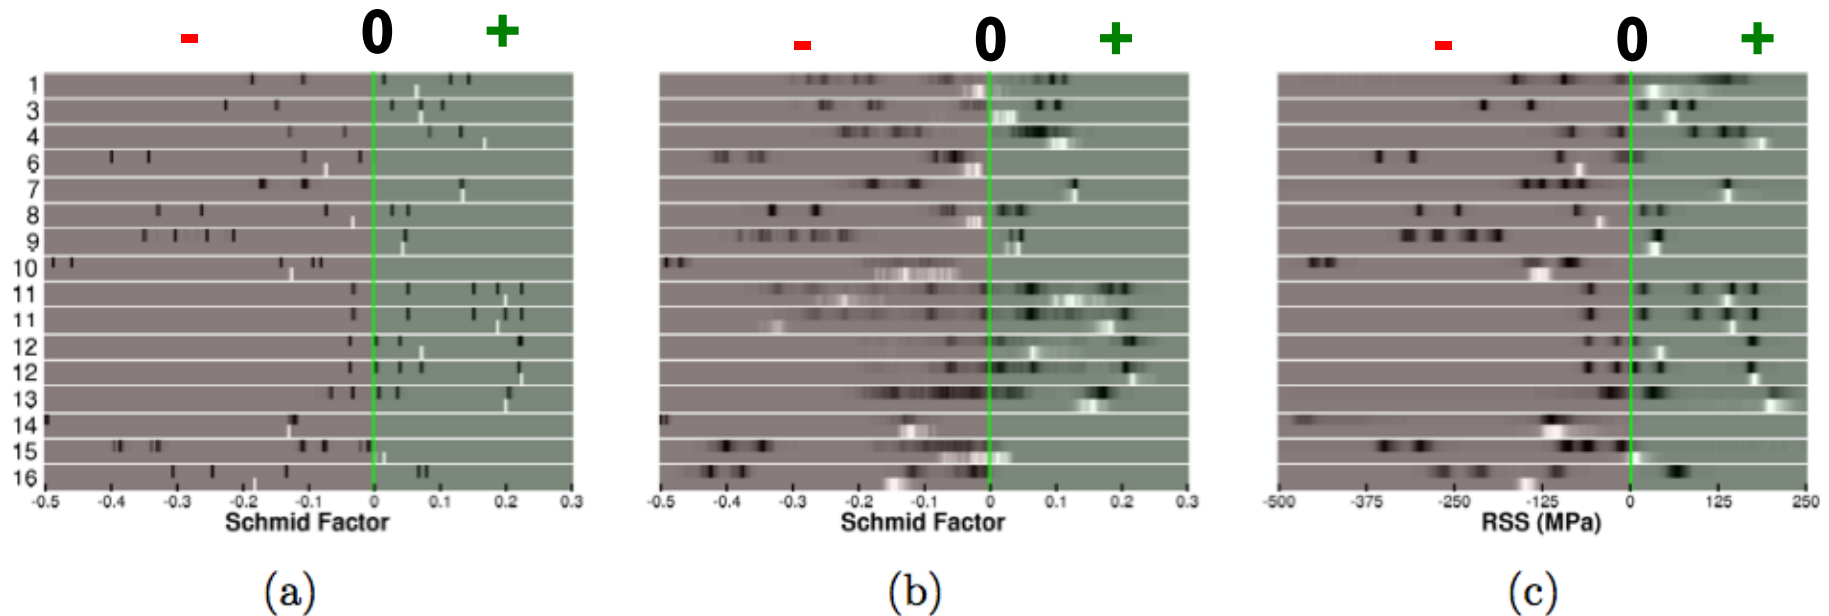 - 0 +
- 0 +
- 0 +
1
3
4
6
7
8
9
10
11
11
12
12
13
14
15
16
-0.5 -0.4 -0.3 -0.2 -0.1 0 0.1 0.2 0.3
Schmid Factor
-0.5 -0.4 -0.3 -0.2 -0.1 0 0.1 0.2 0.3
Schmid Factor
-500 -375 -250 -125 0 125 250
RSS (MPa)
(a)
(b)
(c)